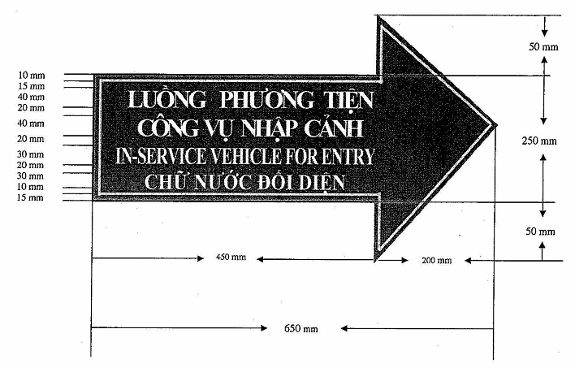 50 mm
10 mm
15 mm
40 mm
20 mm
40 mm
20 mm
30 mm
20 mm
30 mm
10 mm
15 mm
LUỒNG PHƯƠNG TIỆN
CÔNG VỤ NHẬP CẢNH
IN-SERVICE VEHICLE FOR ENTRY
CHỮ NƯỚC ĐỐI DIỆN
250 mm
50 mm
450 mm
200 mm
650 mm